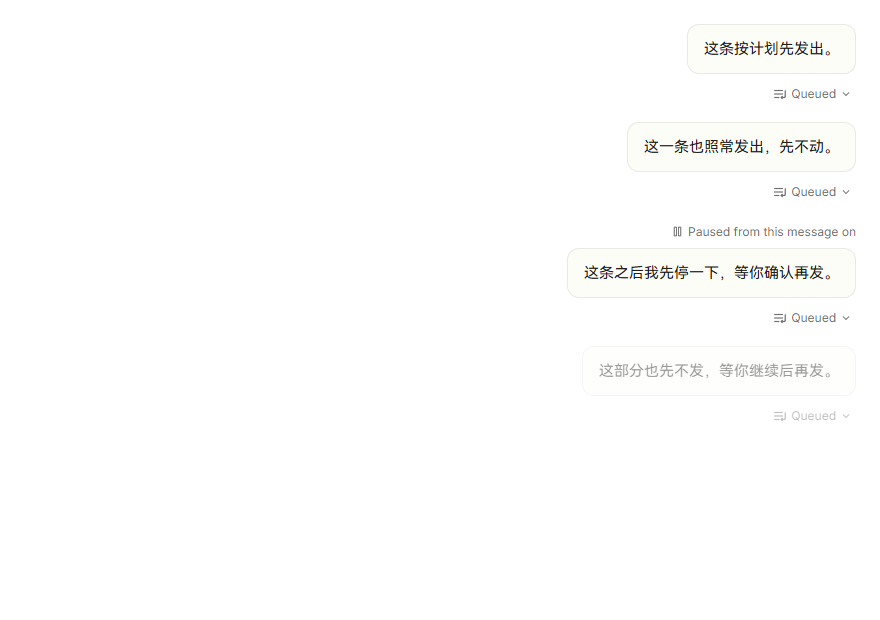 这条按计划先发出。
Queued
这一条也照常发出，先不动。
Queued
Paused from this message on
这条之后我先停一下，等你确认再发。
Queued
这部分也先不发，等你继续后再发。
Queued